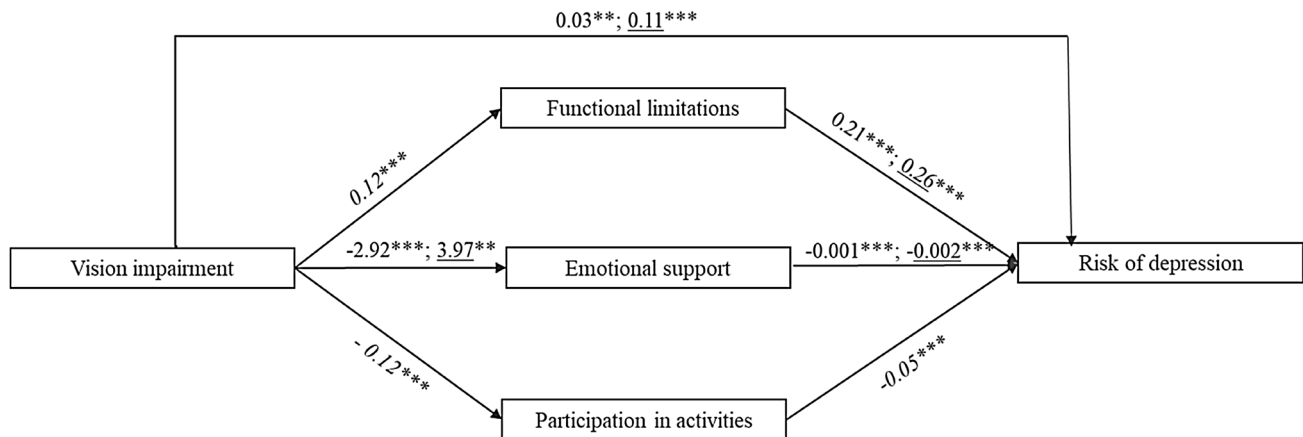 0.03**; 0.11***
Functional limitations
0.12***
0.21***; 0.26***
Vision impairment
-2.92***; 3.97**
Emotional support
-0.001***; -0.002***
Risk of depression
- 0.12***
-0.05***
Participation in activities